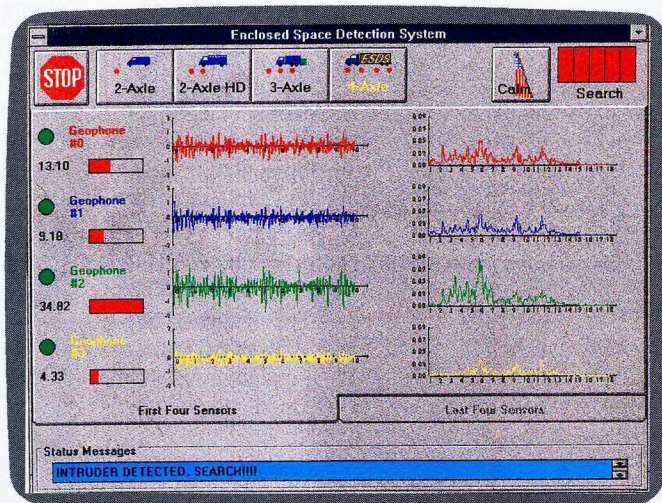 Enclosed Space Detection System
STOP
2-Axle
2-Axle HD
3-Axle
ESDS
4-Axle
Calm
Search
Geophone
#0
13.10
Geophone
#1
9.18
Geophone
#2
34.82
Geophone
#3
4.33
First Four Sensors
Last Four Sensors
Status Messages
INTRUDER DETECTED, SEARCH!!!!